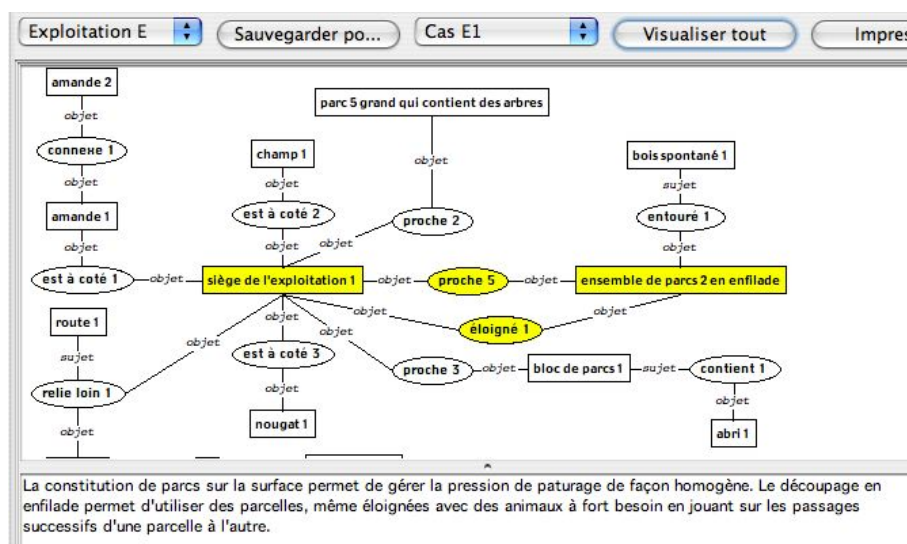 Exploitation E Sauvegarder po... Cas E1 Visualiser tout Impres
amande 2
objet
parc 5 grand qui contient des arbres
connexe 1
champ 1
objet
bois spontané 1
objet
objet
sujet
amande 1
est à coté 2
proche 2
entouré 1
objet
objet
objet
objet
est à coté 1
objet
siège de l'exploitation 1
objet
proche 5
objet
ensemble de parcs 2 en enfilade
route 1
objet
objet
objet
éloigné 1
objet
sujet
objet
est à coté 3
relie loin 1
proche 3
objet
bloc de parcs 1
sujet
contient 1
objet
objet
objet
nougat 1
abri 1
La constitution de parcs sur la surface permet de gérer la pression de paturage de façon homogène. Le découpage en
enfilade permet d'utiliser des parcelles, même éloignées avec des animaux à fort besoin en jouant sur les passages
successifs d'une parcelle à l'autre.